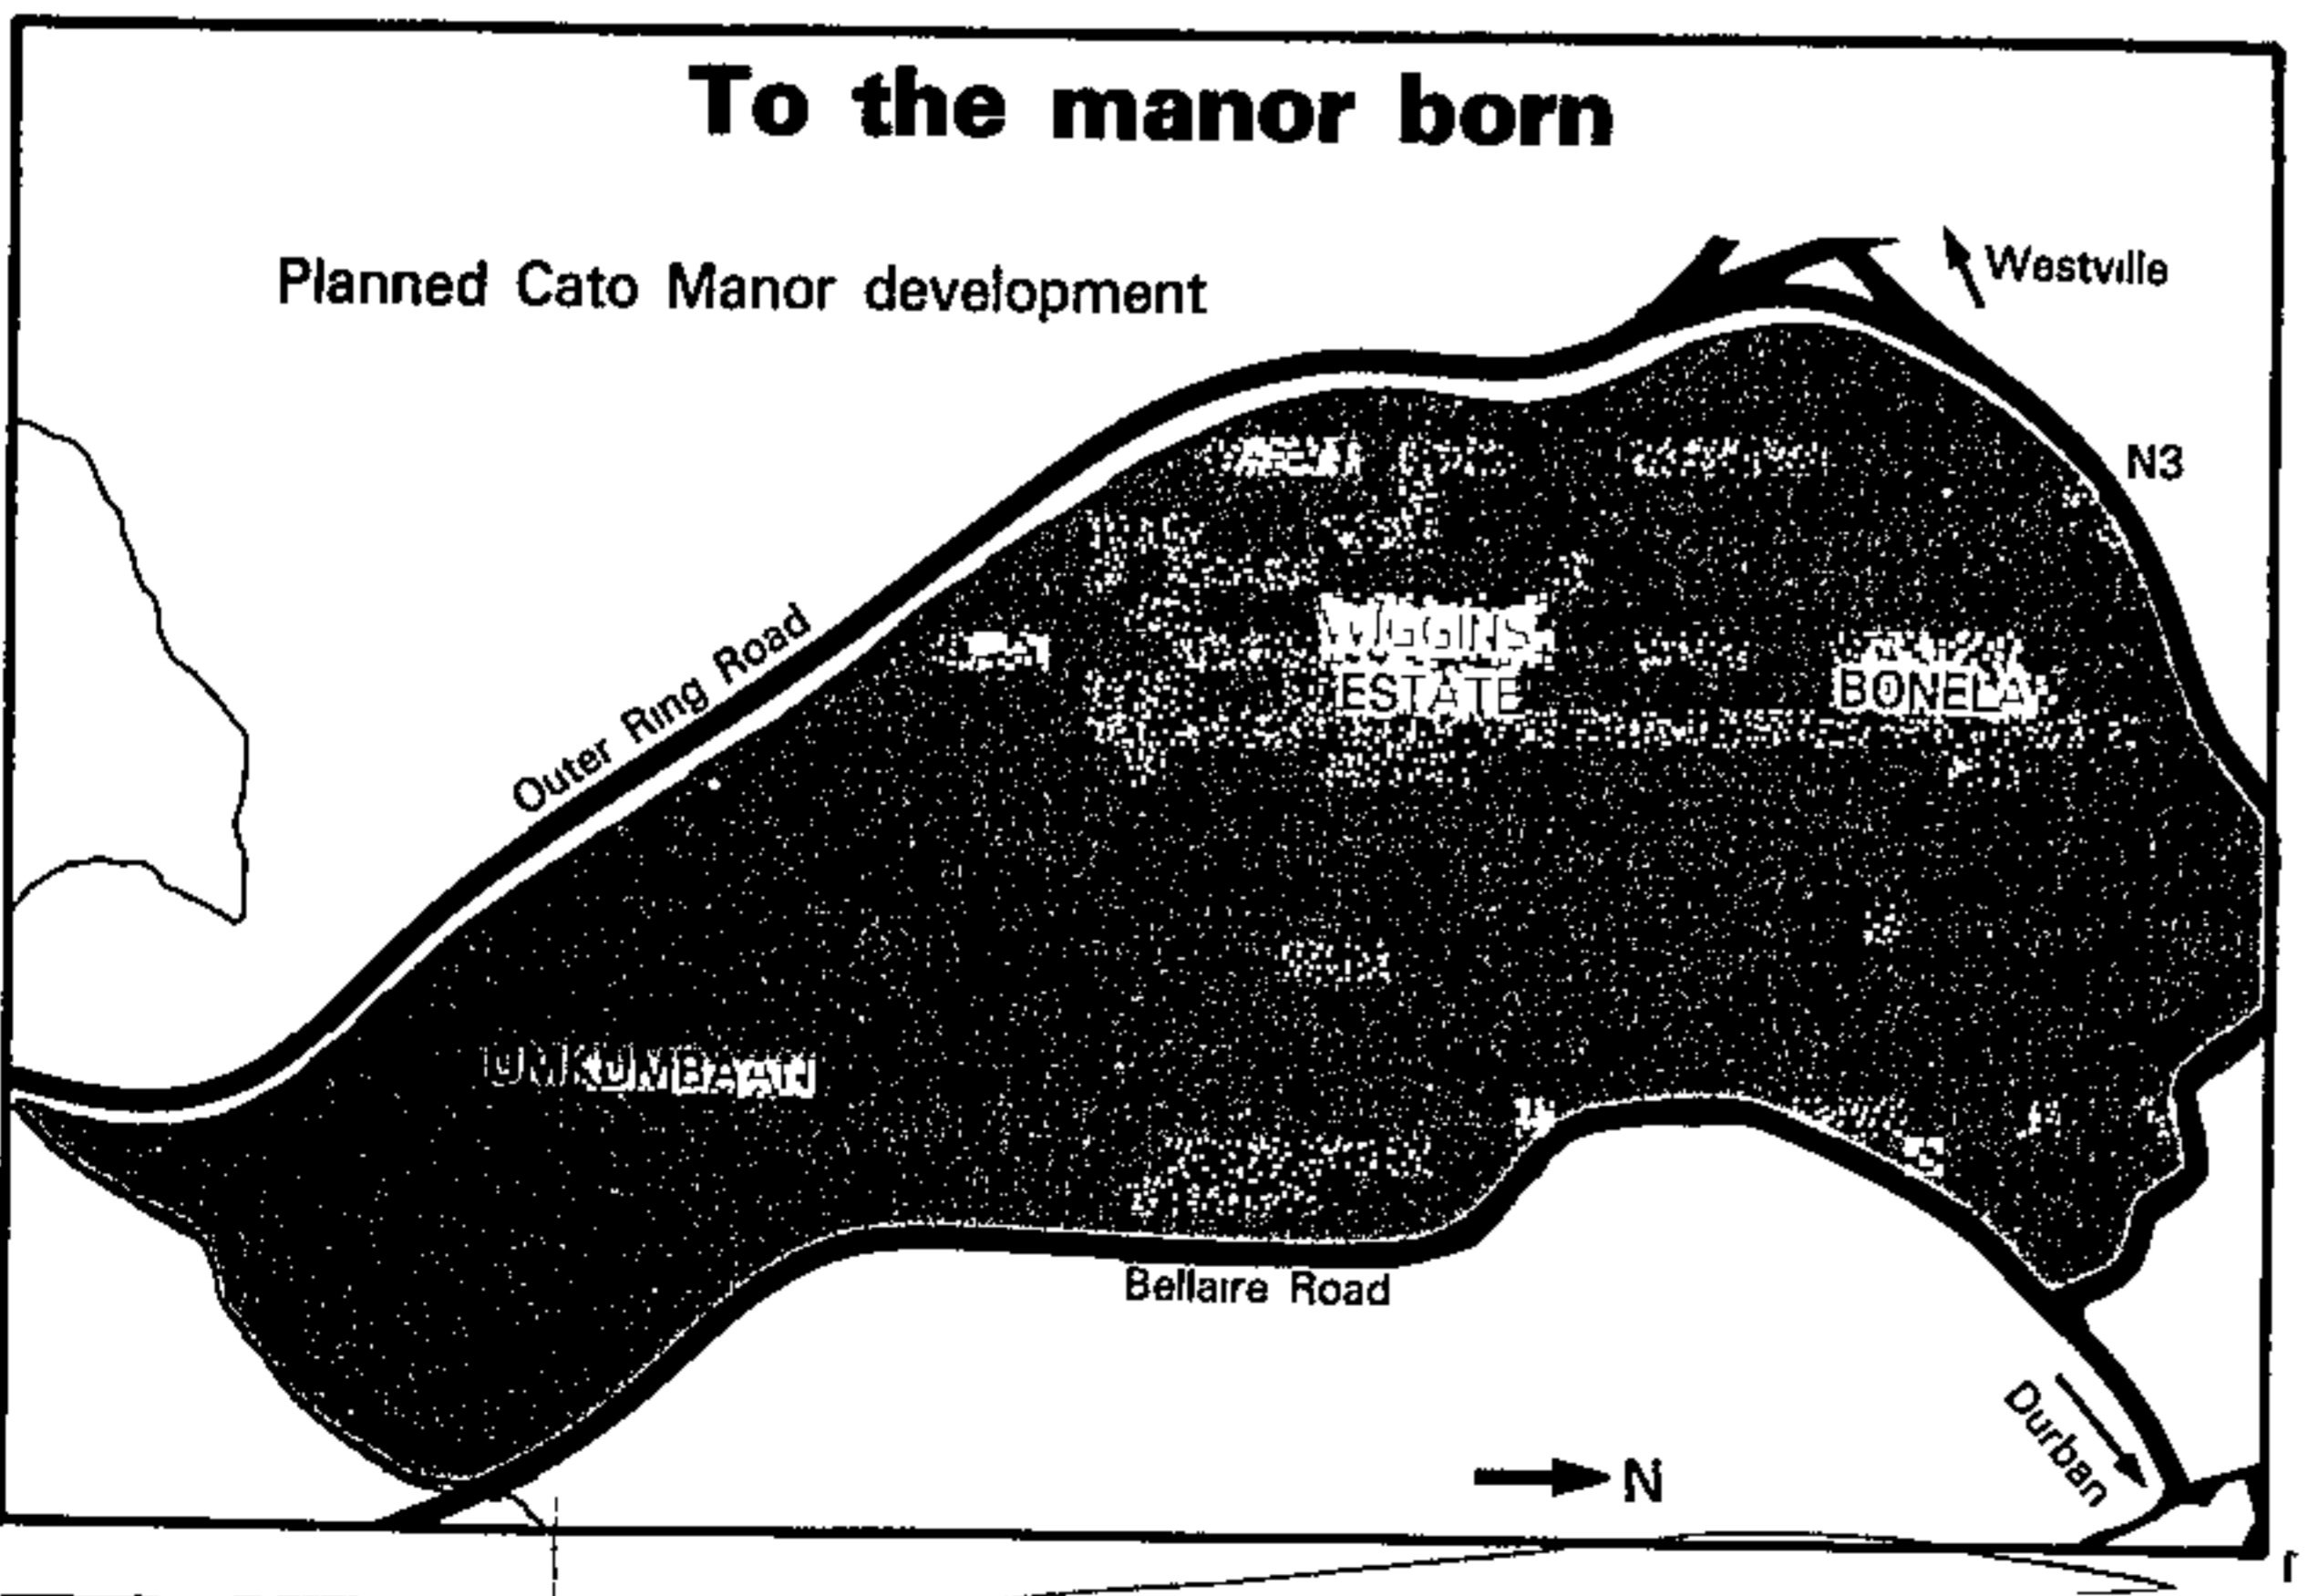 To the manor born
Planned Cato Manor development
Westville
N3
Outer Ring Road
WIGGINS
ESTATE
BONELA
UMKUMBAAN
Bellaire Road
Durban
N